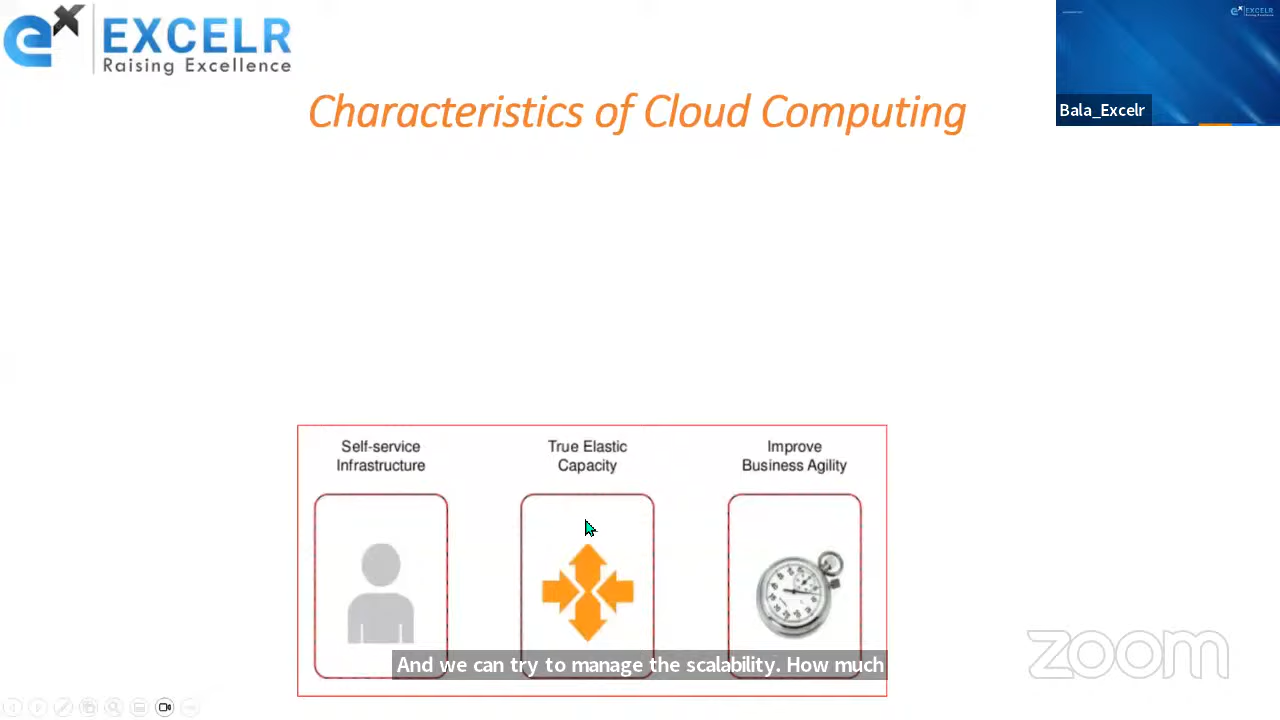 EXCELR
Raising Excellence
Characteristics of Cloud Computing
EXCELR
Bala_Excelr
Self-service
Infrastructure
True Elastic
Capacity
Improve
Business Agility
And we can try to manage the scalability. How much
zoom